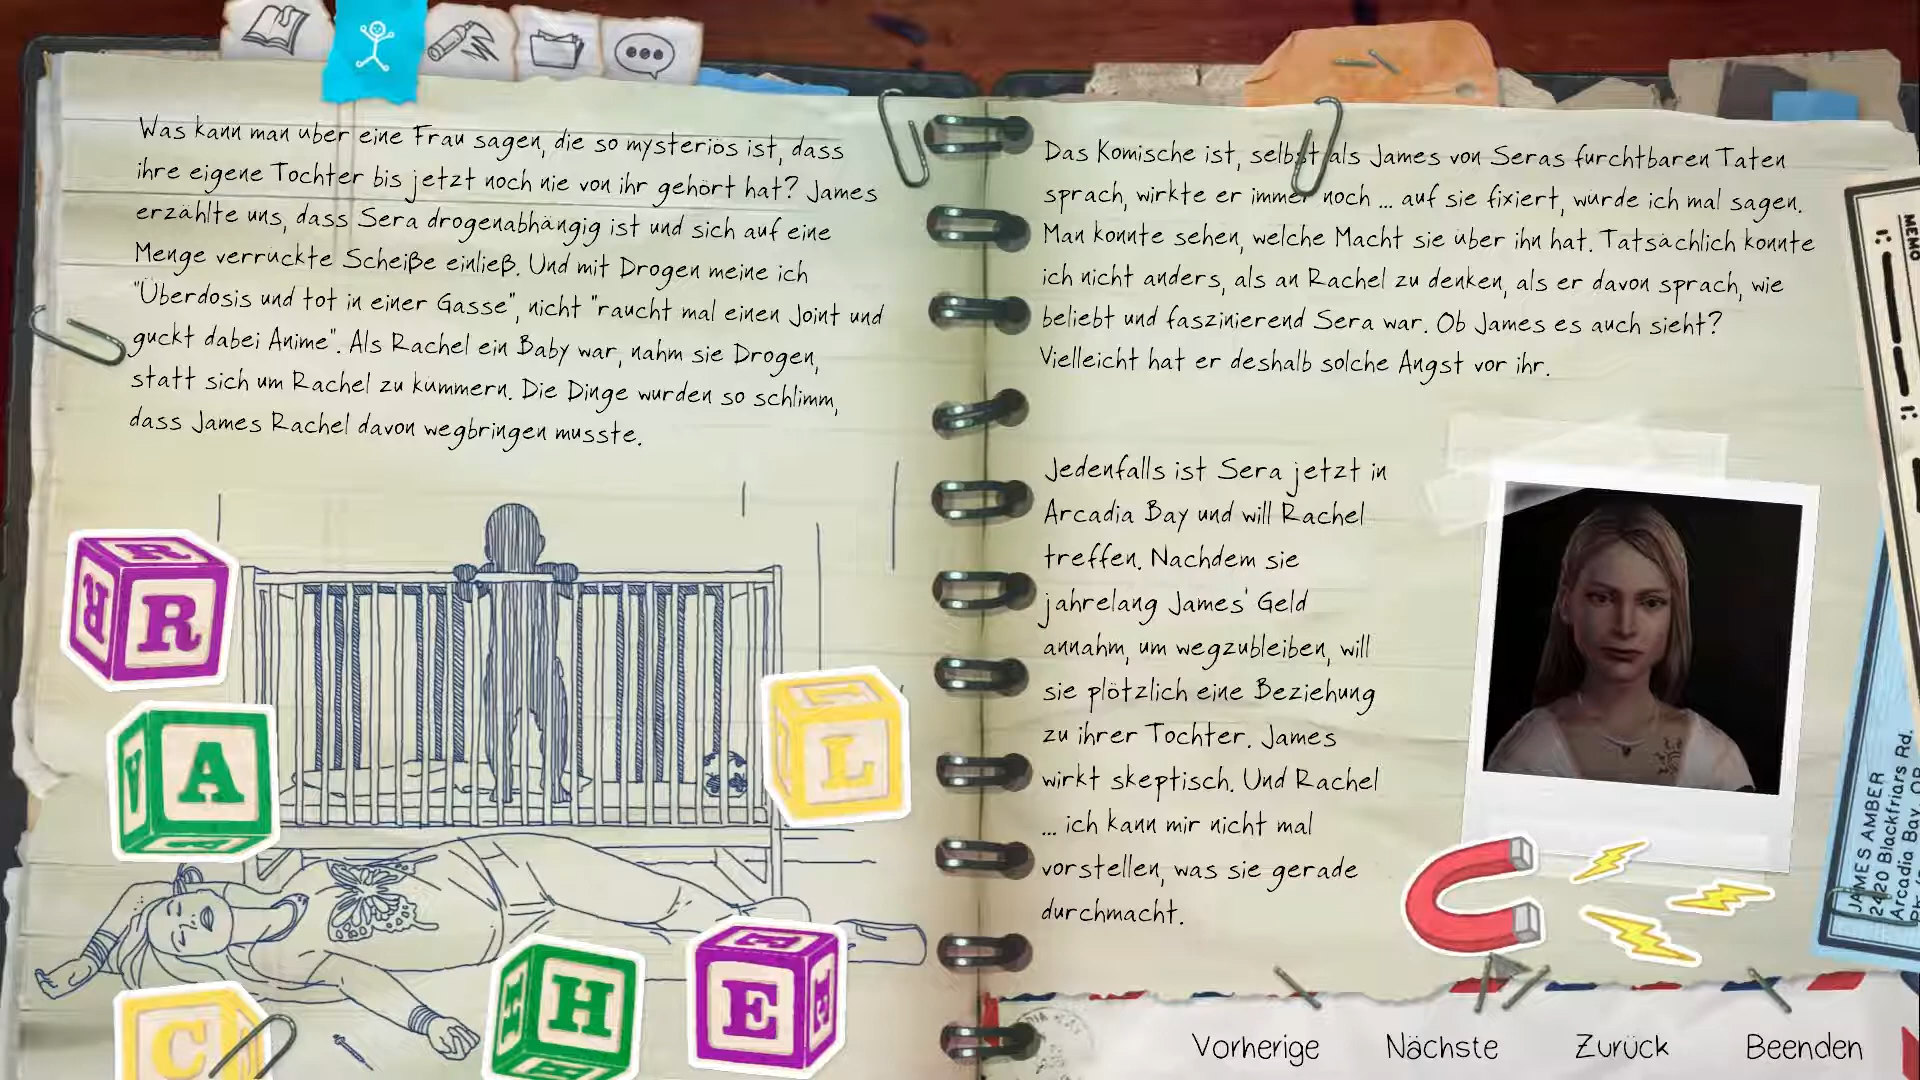 Was kann man über eine Frau sagen, die so mysteriös ist, dass
ihre eigene Tochter bis jetzt noch nie von ihr gehört hat? James
erzählte uns, dass Sera drogenabhängig ist und sich auf eine
Menge verrückte Scheiße einließ. Und mit Drogen meine ich
"Überdosis und tot in einer Gasse", nicht "raucht mal einen Joint und
guckt dabei Anime". Als Rachel ein Baby war, nahm sie Drogen,
statt sich um Rachel zu kümmern. Die Dinge wurden so schlimm,
dass James Rachel davon wegbringen musste.
R
A
C
H
E
L
Das Komische ist, selbst als James von Seras furchtbaren Taten
sprach, wirkte er immer noch ... auf sie fixiert, würde ich mal sagen.
Man konnte sehen, welche Macht sie über ihn hat. Tatsächlich konnte
ich nicht anders, als an Rachel zu denken, als er davon sprach, wie
beliebt und faszinierend Sera war. Ob James es auch sieht?
Vielleicht hat er deshalb solche Angst vor ihr.
Jedenfalls ist Sera jetzt in
Arcadia Bay und will Rachel
treffen. Nachdem sie
jahrelang James' Geld
annahm, um wegzubleiben, will
sie plötzlich eine Beziehung
zu ihrer Tochter. James
wirkt skeptisch. Und Rachel
... ich kann mir nicht mal
vorstellen, was sie gerade
durchmacht.
MEMO
JAMES AMBER
2420 Blackfriars Rd.
Arcadia Bay, OR
Vorherige
Nächste
Zurück
Beenden